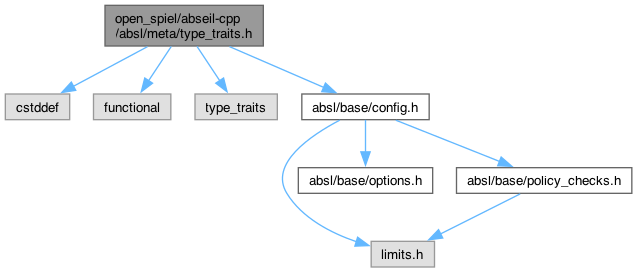 open_spiel/abseil-cpp
/absl/meta/type_traits.h
cstddef
functional
type_traits
absl/base/config.h
absl/base/options.h
absl/base/policy_checks.h
limits.h